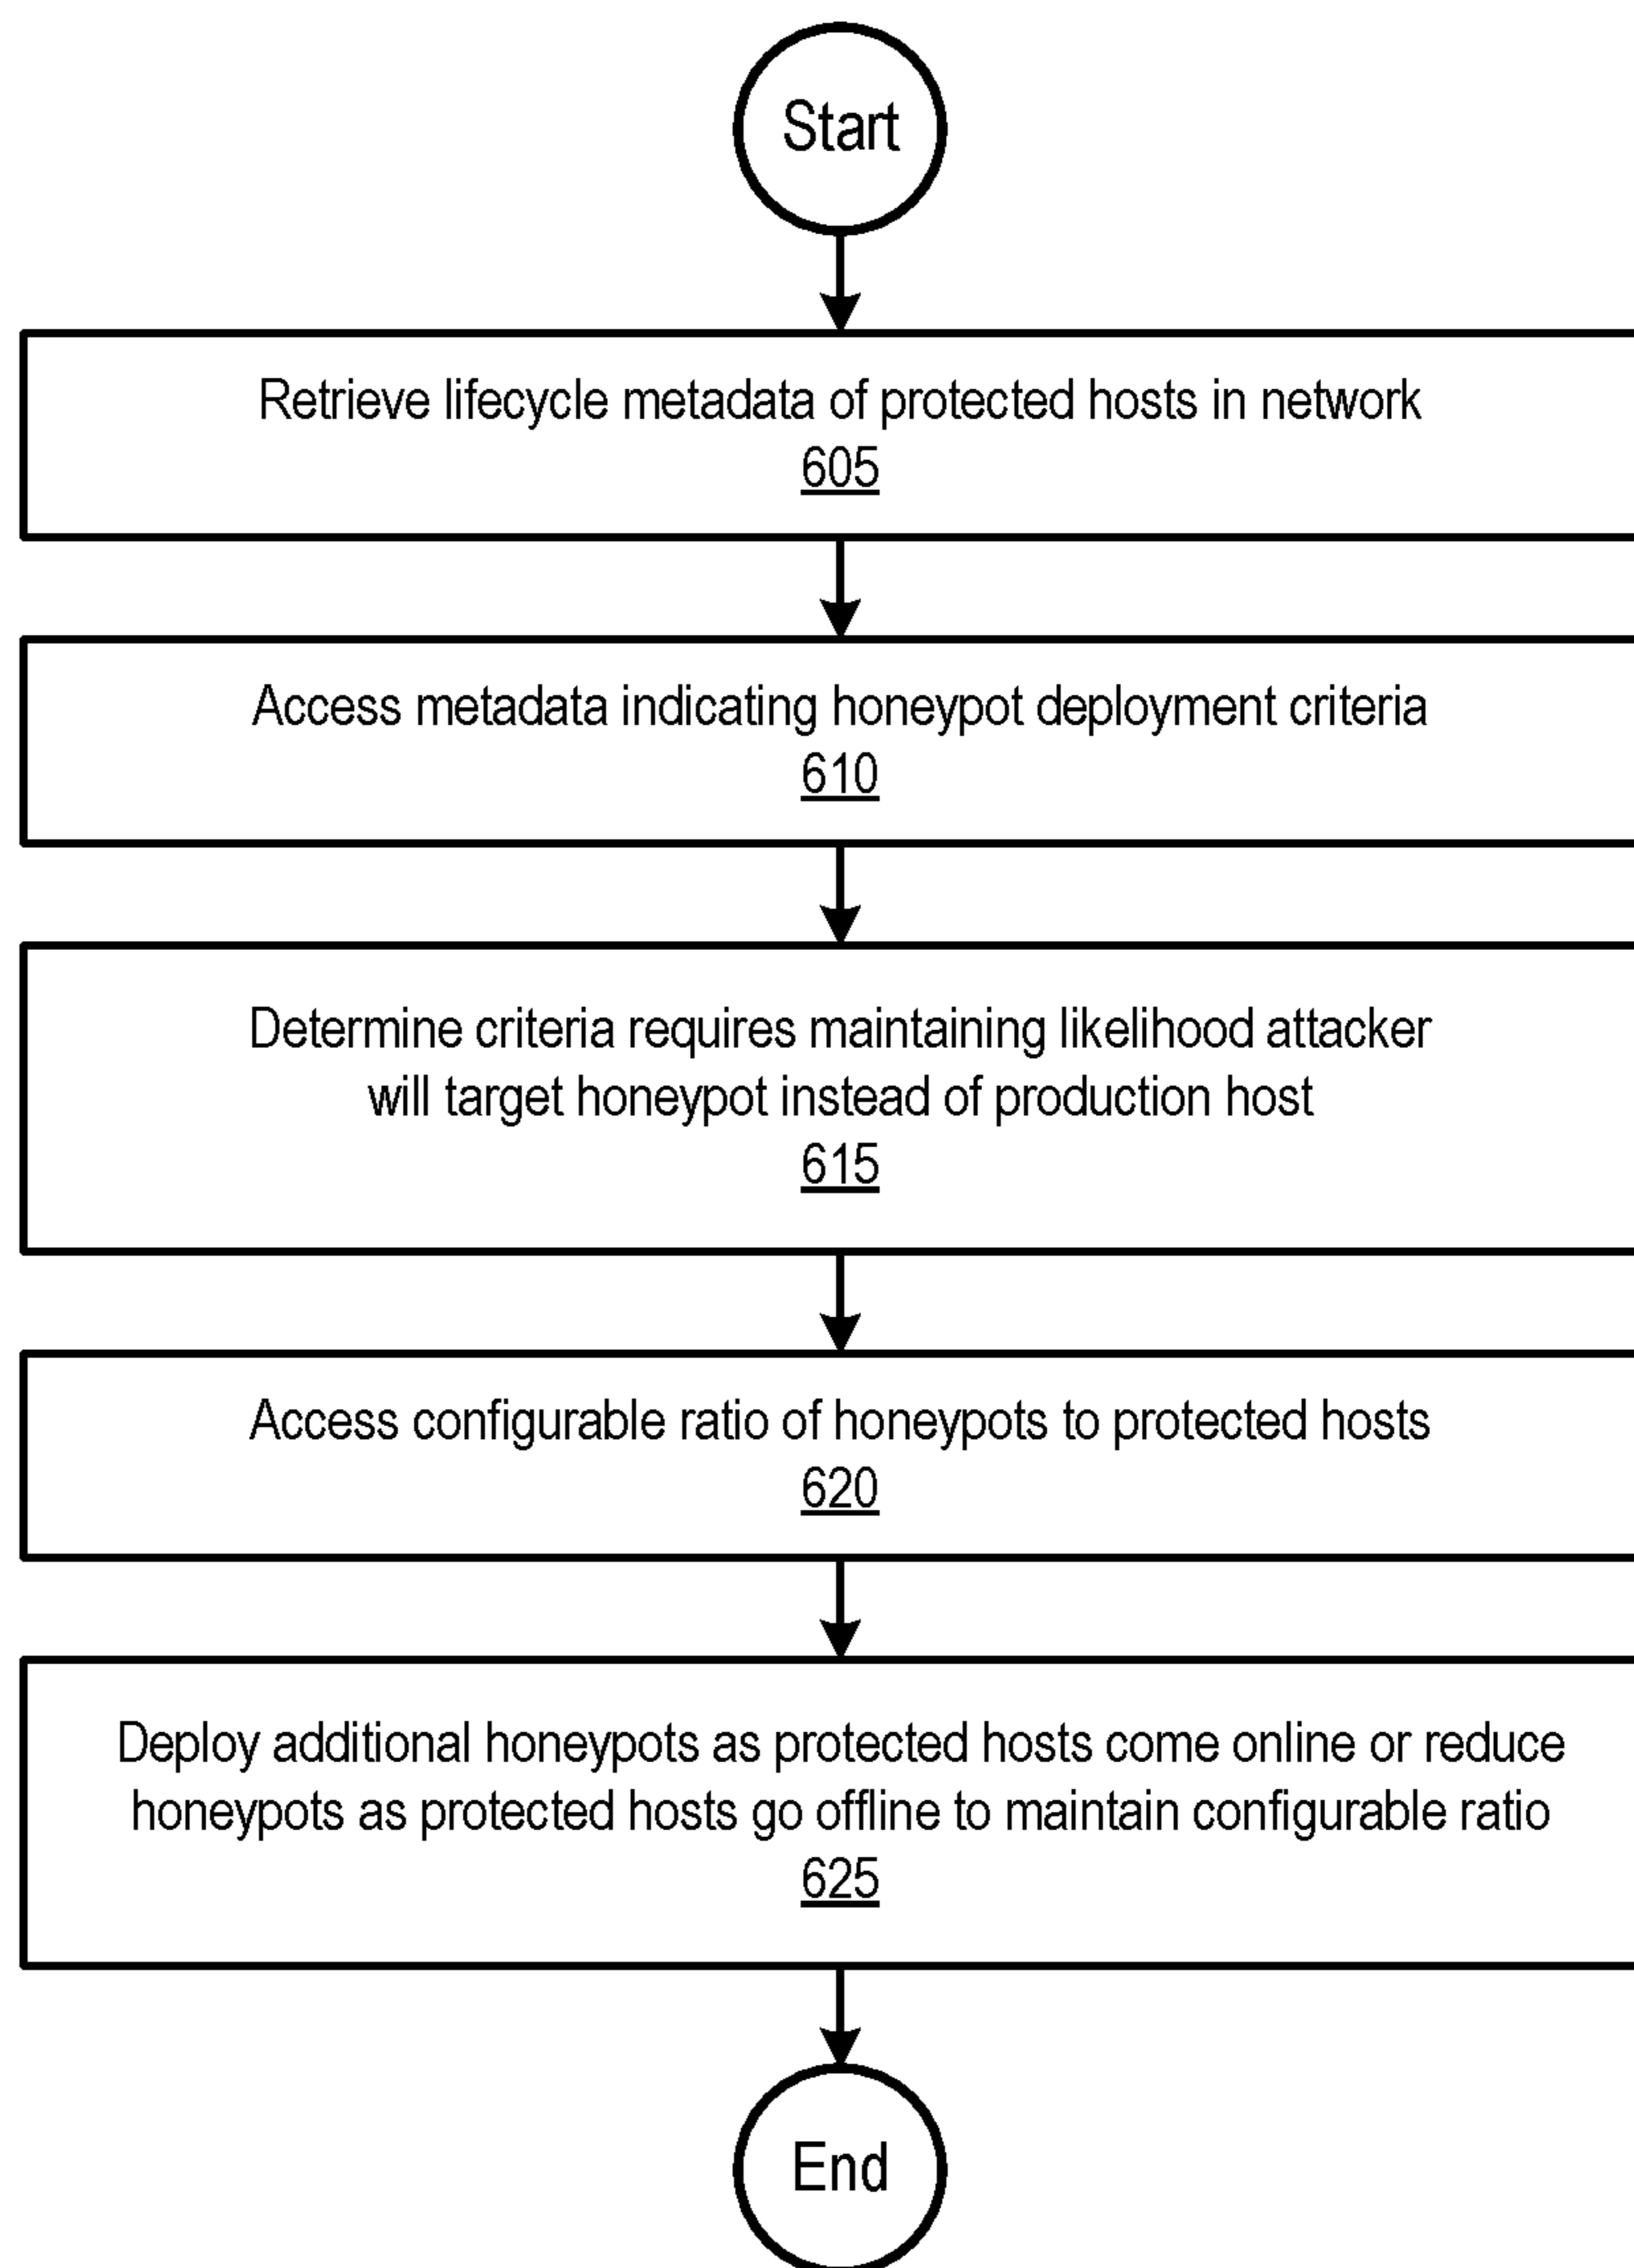 Start
Retrieve lifecycle metadata of protected hosts in network
605
Access metadata indicating honeypot deployment criteria
610
Determine criteria requires maintaining likelihood attacker
will target honeypot instead of production host
615
Access configurable ratio of honeypots to protected hosts
620
Deploy additional honeypots as protected hosts come online or reduce
honeypots as protected hosts go offline to maintain configurable ratio
625
End